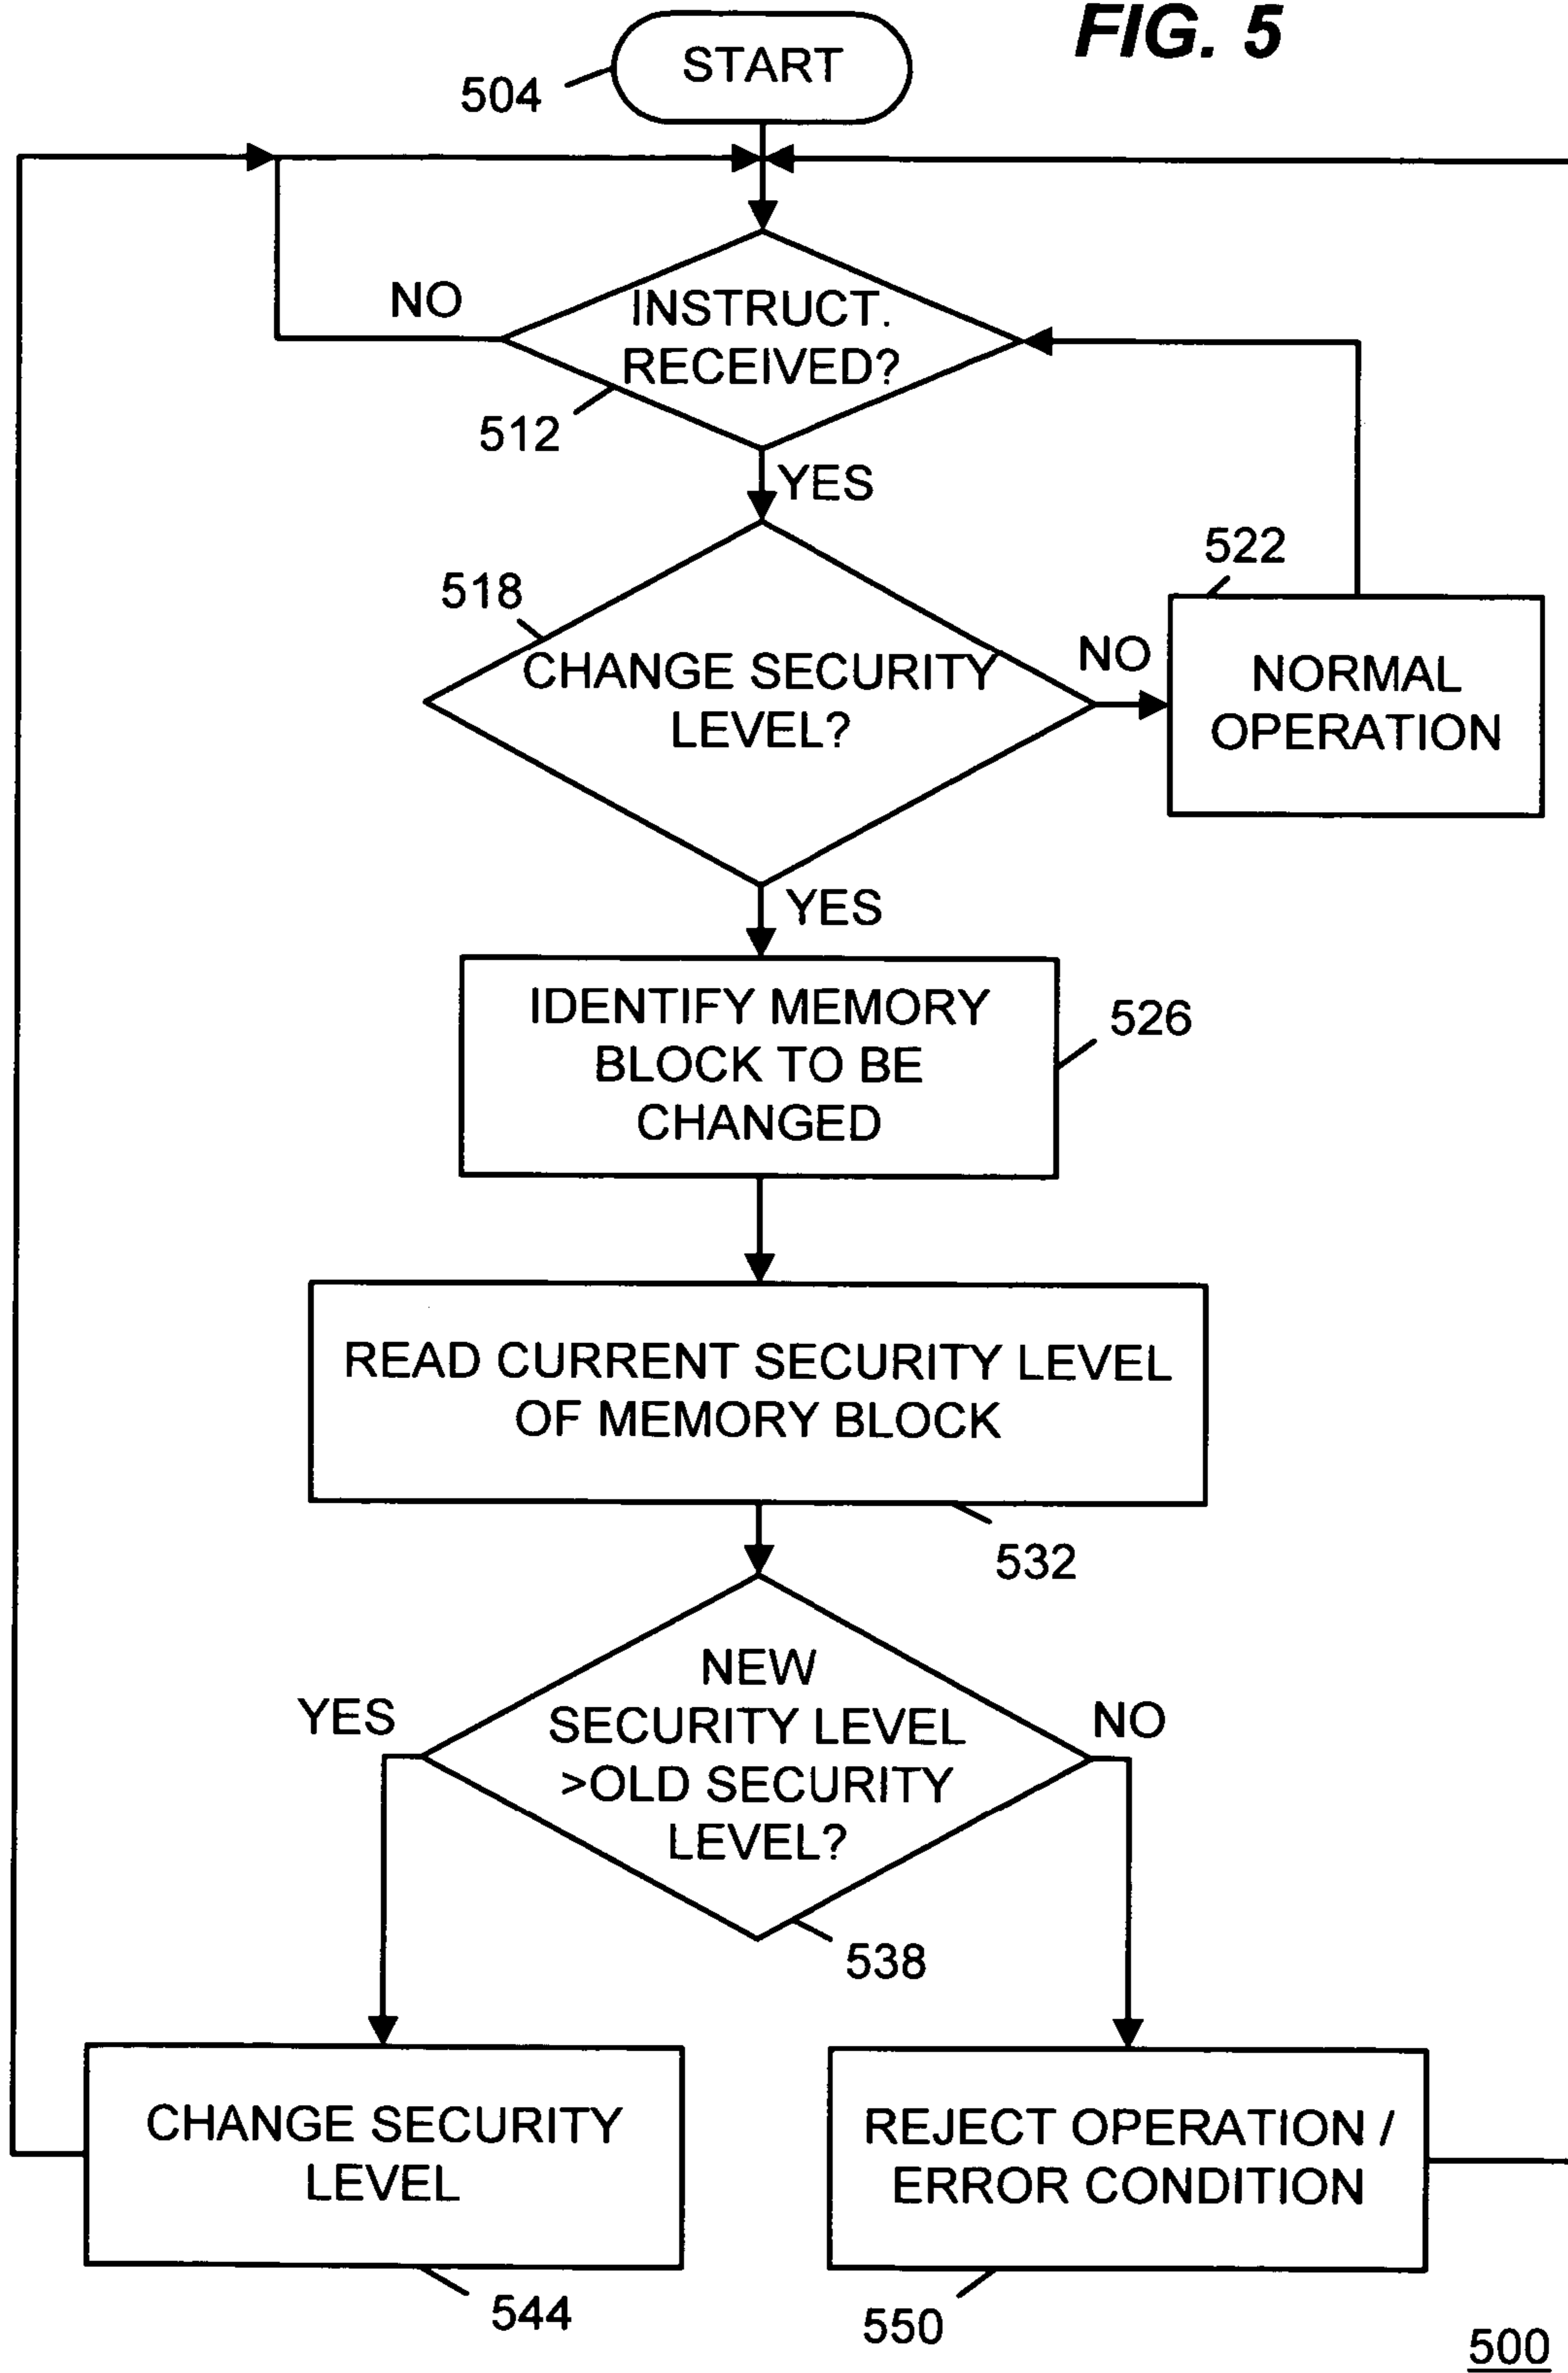 FIG. 5
START
504
NO
INSTRUCT.
RECEIVED?
512
YES
522
518
CHANGE SECURITY
LEVEL?
NO
NORMAL
OPERATION
YES
IDENTIFY MEMORY
BLOCK TO BE
CHANGED
526
READ CURRENT SECURITY LEVEL
OF MEMORY BLOCK
532
NEW
SECURITY LEVEL
>OLD SECURITY
LEVEL?
YES
NO
538
CHANGE SECURITY
LEVEL
REJECT OPERATION /
ERROR CONDITION
544
550
500